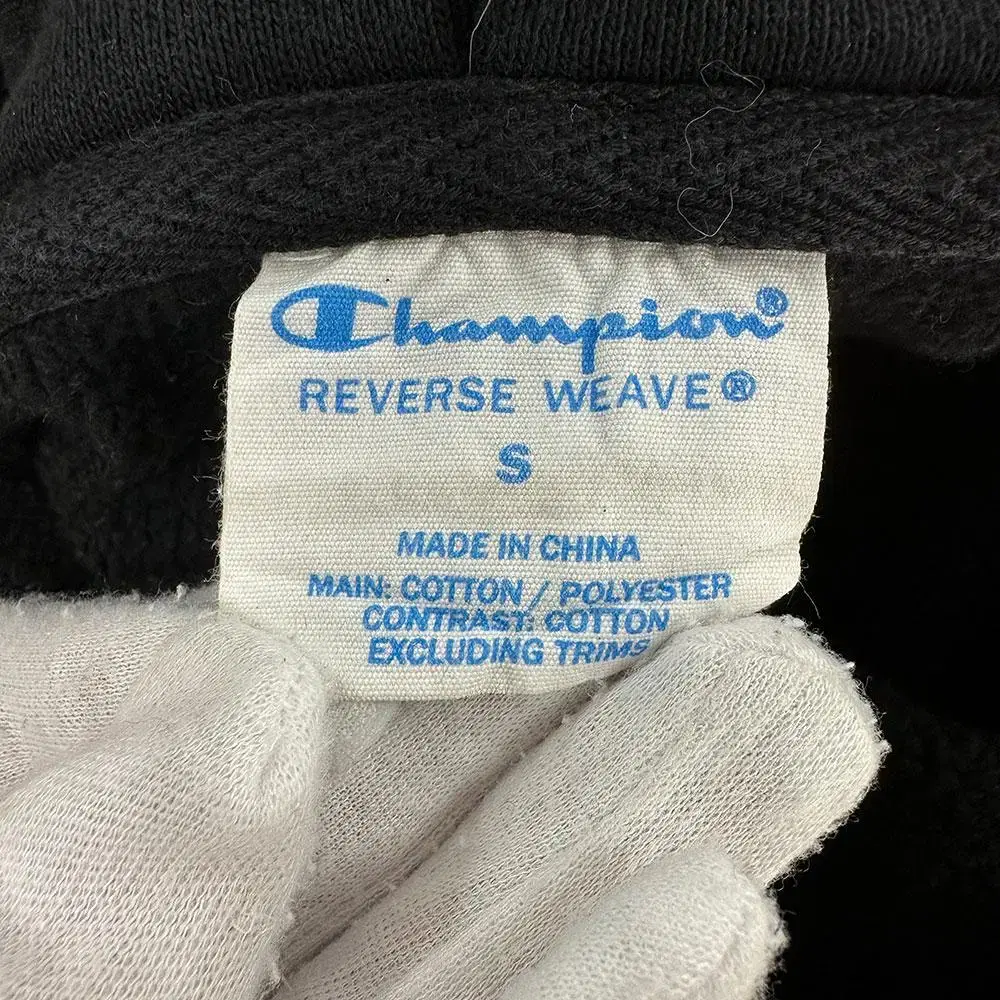 Champion®
REVERSE WEAVE®
S
MADE IN CHINA
MAIN: COTTON / POLYESTER
CONTRAST: COTTON
EXCLUDING TRIMS